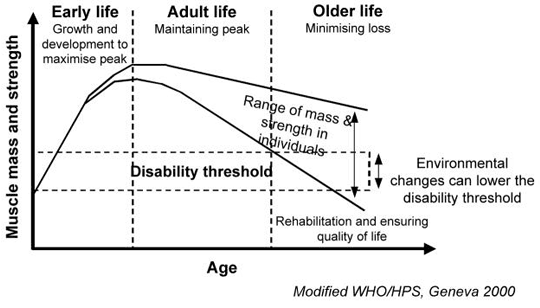 Early life
Growth and
development to
maximise peak
Adult life
Maintaining peak
Older life
Minimising loss
Muscle mass and strength
Range of mass &
strength in
individuals
Disability threshold
Environmental
changes can lower the
disability threshold
Rehabilitation and ensuring
quality of life
Age
Modified WHO/HPS, Geneva 2000